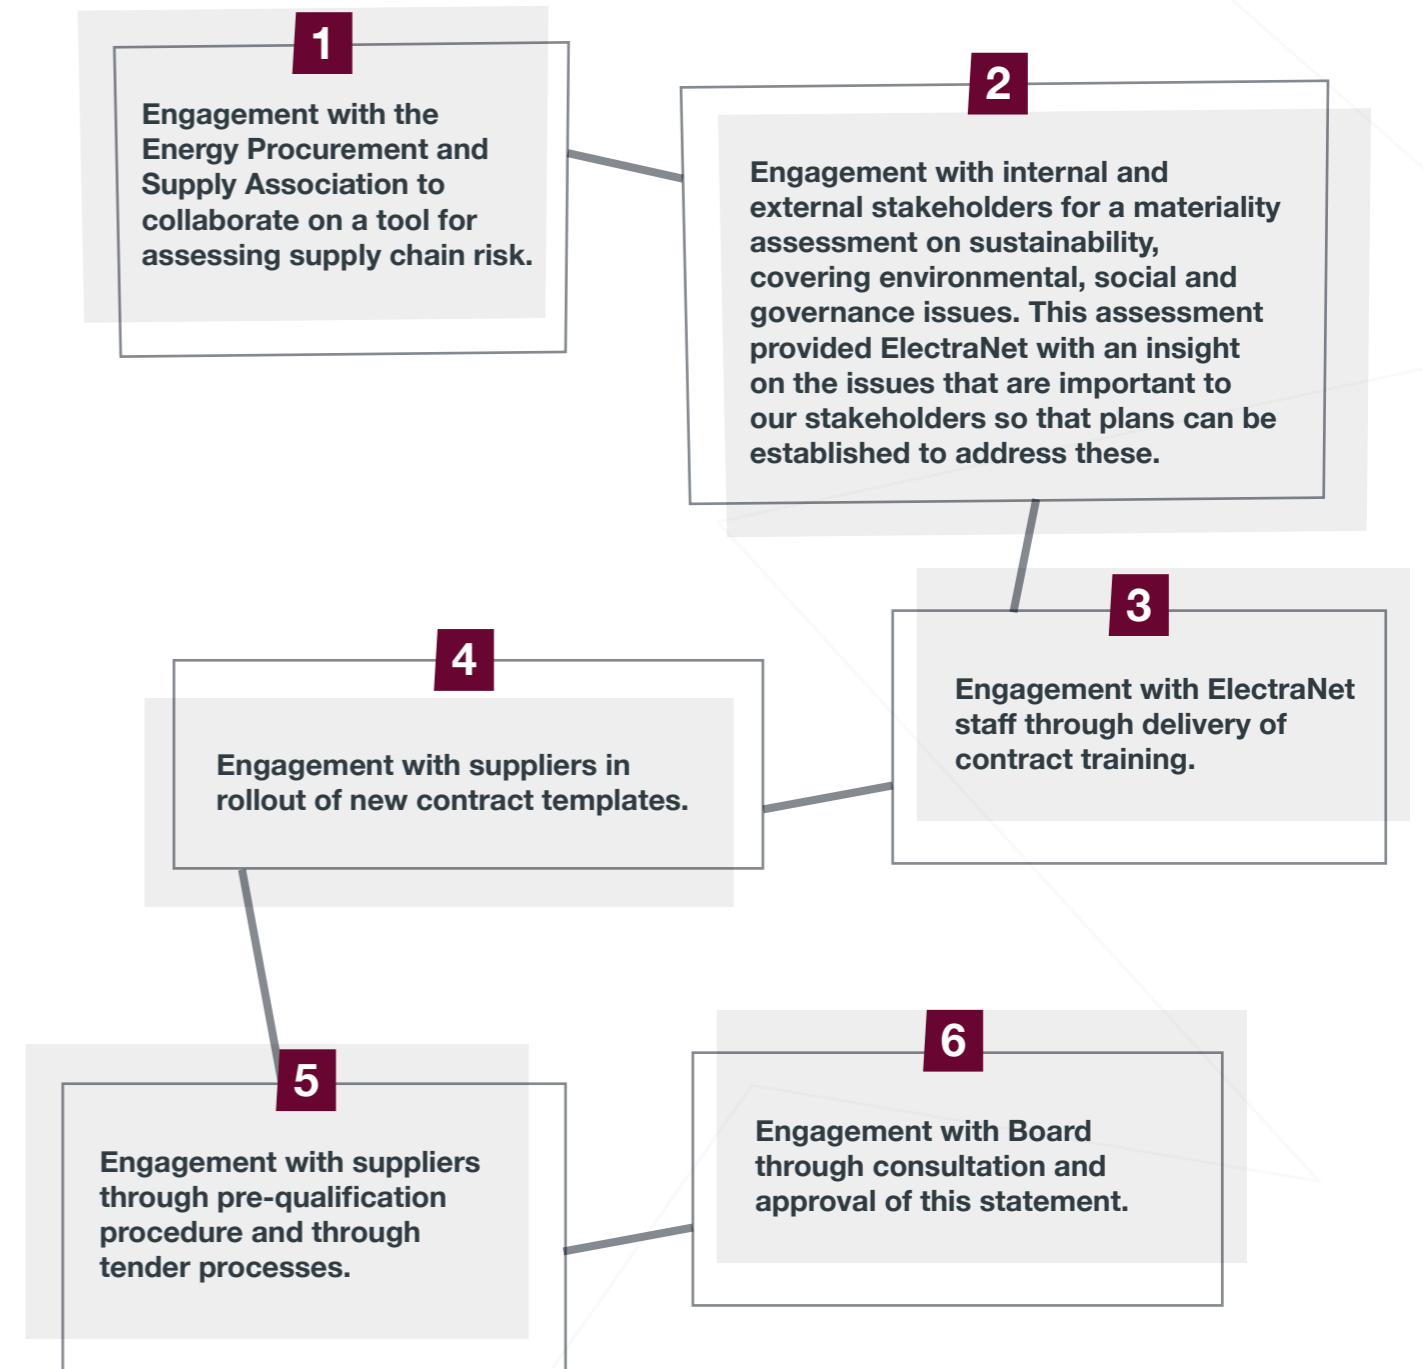 1
Engagement with the
Energy Procurement and
Supply Association to
collaborate on a tool for
assessing supply chain risk.
2
Engagement with internal and
external stakeholders for a materiality
assessment on sustainability,
covering environmental, social and
governance issues. This assessment
provided ElectraNet with an insight
on the issues that are important to
our stakeholders so that plans can be
established to address these.
3
Engagement with ElectraNet
staff through delivery of
contract training.
4
Engagement with suppliers in
rollout of new contract templates.
5
Engagement with suppliers
through pre-qualification
procedure and through
tender processes.
6
Engagement with Board
through consultation and
approval of this statement.